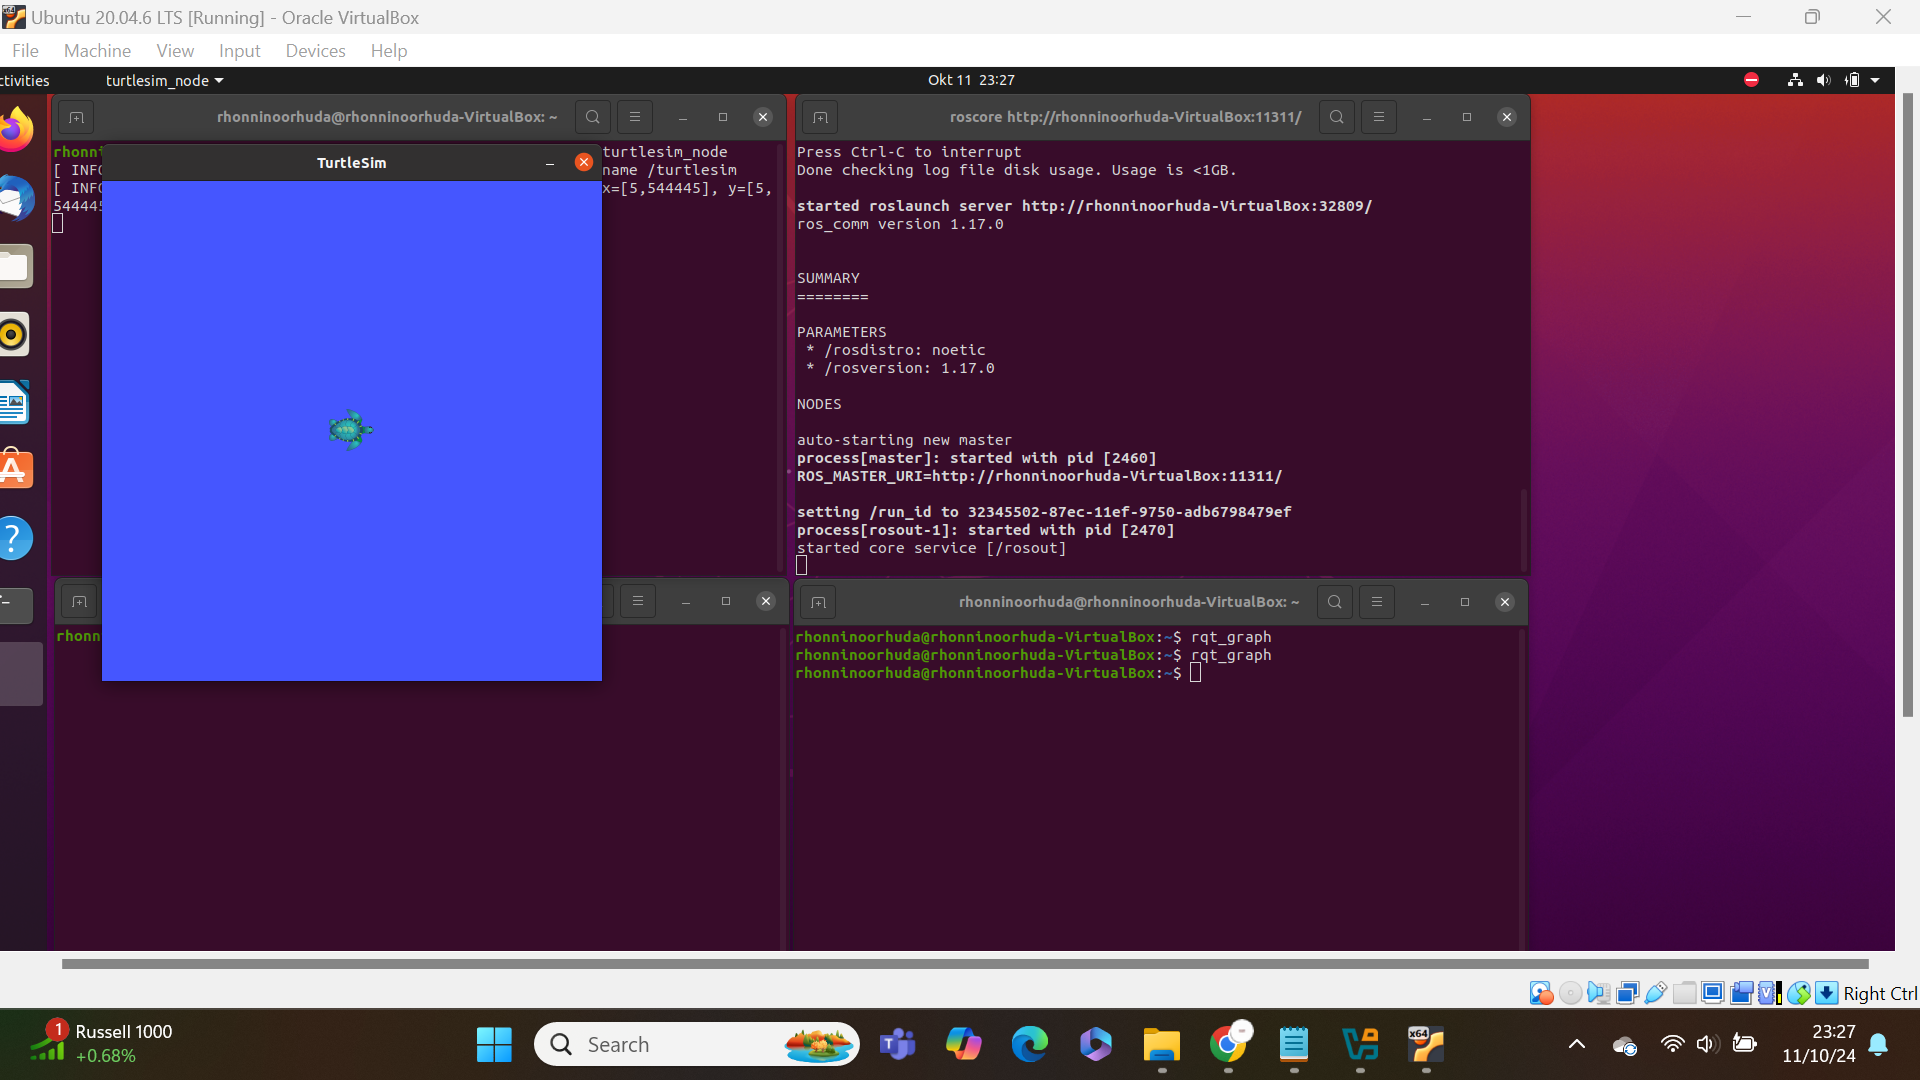 Ubuntu 20.04.6 LTS [Running] - Oracle VirtualBox
File Machine View Input Devices Help
ctivities turtlesim_node Okt 11 23:27
rhonninoorhuda@rhonninoorhuda-VirtualBox: ~
turtlesim_node
[ INFO name /turtlesim
[ INFO x=[5,544445], y=[5,
544445
TurtleSim
rhonn
roscore http://rhonninoorhuda-VirtualBox:11311/
Press Ctrl-C to interrupt
Done checking log file disk usage. Usage is <1GB.
started roslaunch server http://rhonninoorhuda-VirtualBox:32809/
ros_comm version 1.17.0
SUMMARY
========
PARAMETERS
* /rosdistro: noetic
* /rosversion: 1.17.0
NODES
auto-starting new master
process[master]: started with pid [2460]
ROS_MASTER_URI=http://rhonninoorhuda-VirtualBox:11311/
setting /run_id to 32345502-87ec-11ef-9750-adb6798479ef
process[rosout-1]: started with pid [2470]
started core service [/rosout]
rhonninoorhuda@rhonninoorhuda-VirtualBox: ~
rhonninoorhuda@rhonninoorhuda-VirtualBox:~$ rqt_graph
rhonninoorhuda@rhonninoorhuda-VirtualBox:~$ rqt_graph
rhonninoorhuda@rhonninoorhuda-VirtualBox:~$
Right Ctrl
1
Russell 1000
+0.68%
Search
x64
23:27
11/10/24